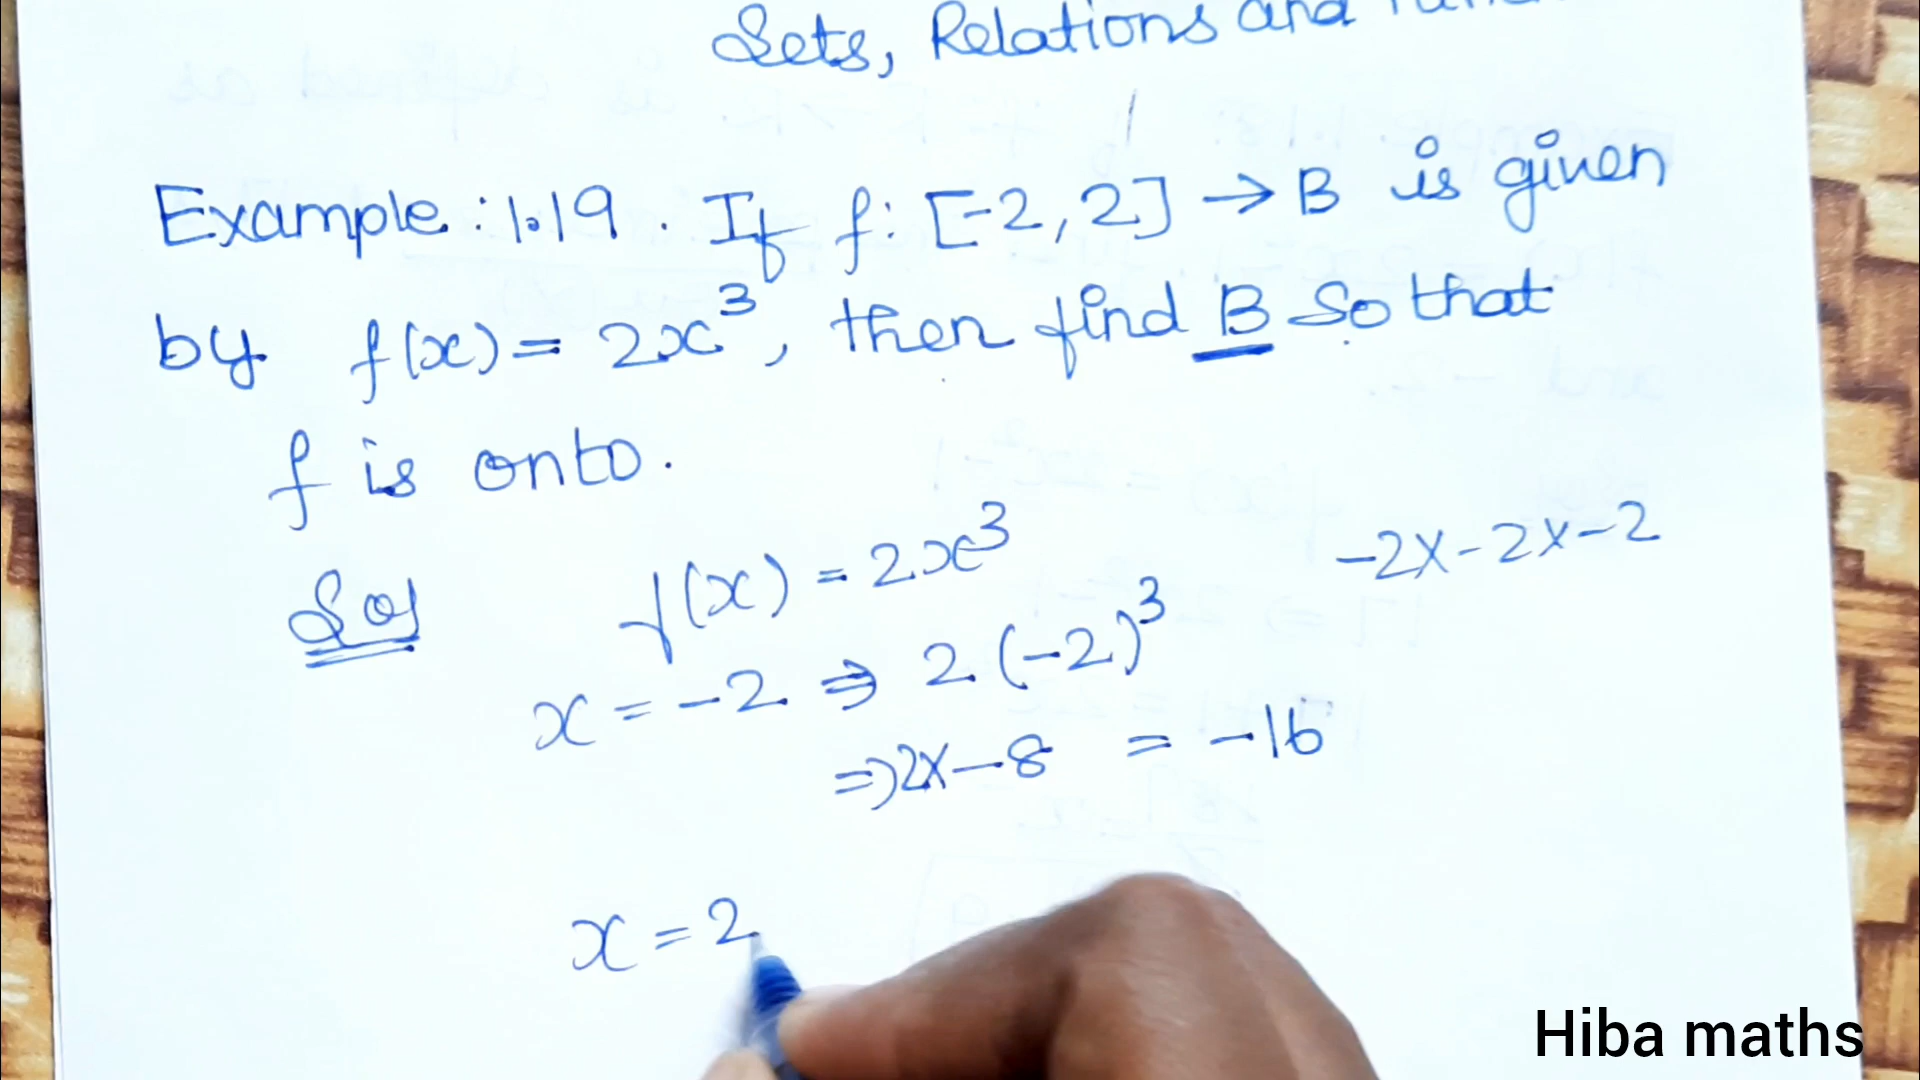 Sets, Relations and
Example : 1.19 . If f : [-2, 2] → B is given
by f(x) = 2x³, then find B so that
f is onto.
Sol f(x) = 2x³ -2x-2x-2
x = -2 ⇒ 2 (-2)³
⇒ 2x-8 = -16
x = 2
Hiba maths